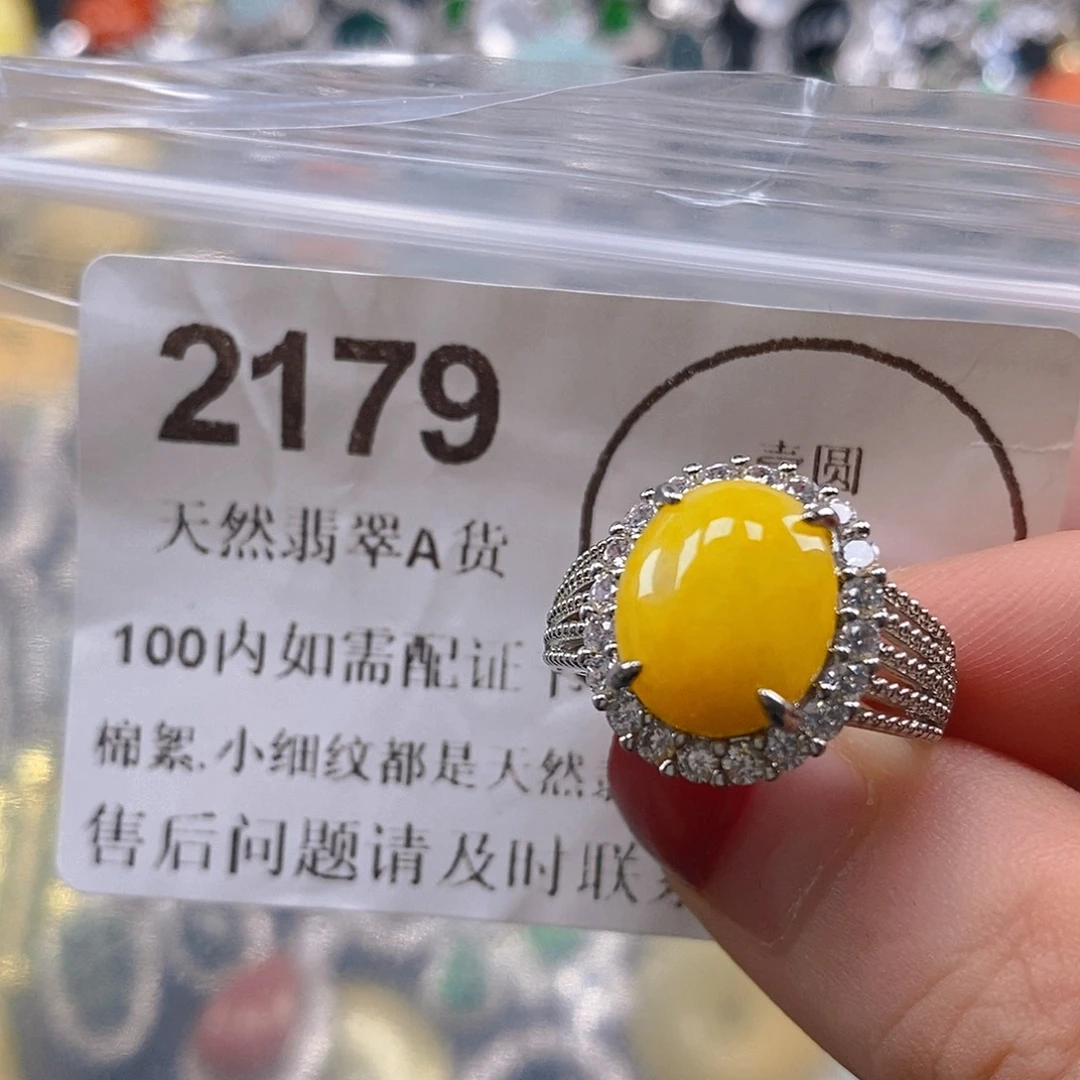 2179
圆
天然翡翠A货
100内如需配证
棉絮.小细纹都是天然
售后问题请及时联